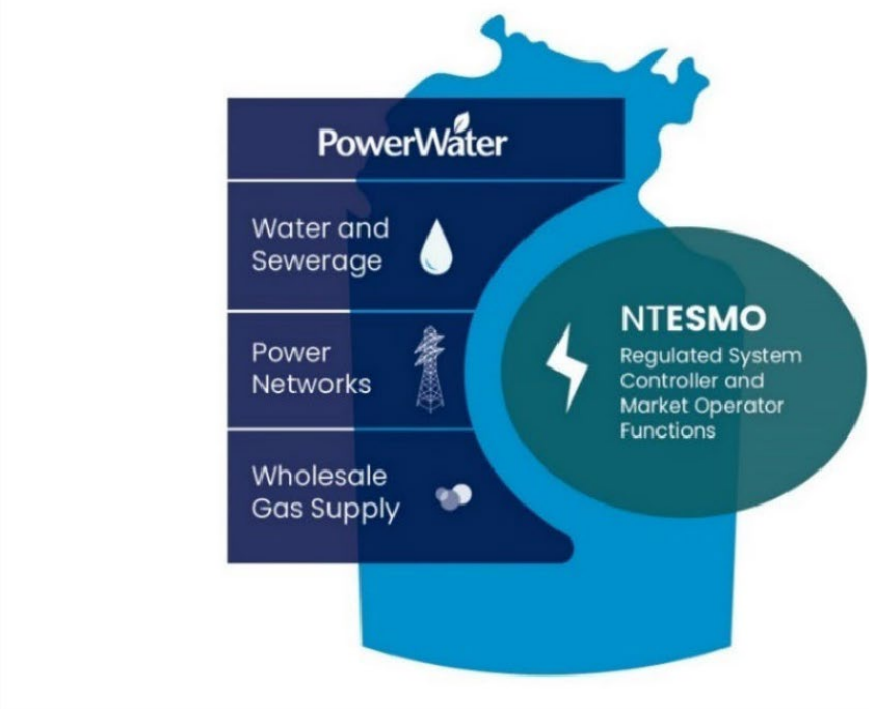 PowerWater
Water and
Sewerage
Power
Networks
Wholesale
Gas Supply
NTESMO
Regulated System
Controller and
Market Operator
Functions